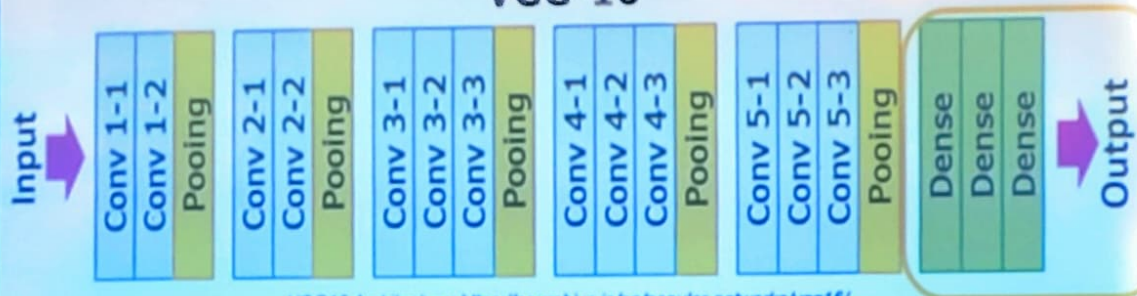 Input
Conv 1-1
Conv 1-2
Pooing
Conv 2-1
Conv 2-2
Pooing
Conv 3-1
Conv 3-2
Conv 3-3
Pooing
Conv 4-1
Conv 4-2
Conv 4-3
Pooing
Conv 5-1
Conv 5-2
Conv 5-3
Pooing
Dense
Dense
Dense
Output